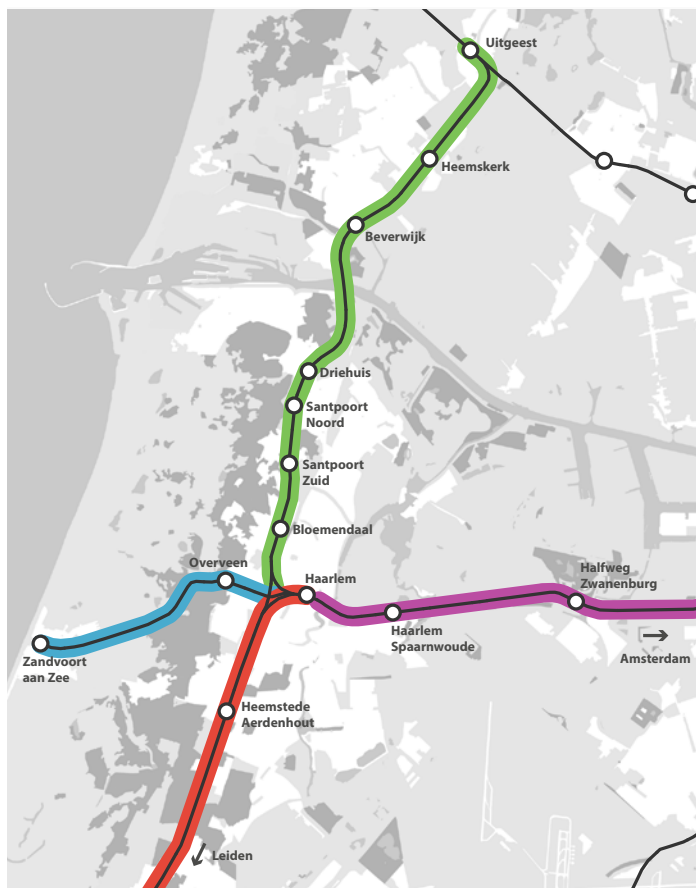 Uitgeest
Heemskerk
Beverwijk
Driehuis
Santpoort
Noord
Santpoort
Zuid
Bloemendaal
Overveen
Haarlem
Halfweg
Zwanenburg
Haarlem
Spaarnwoude
Amsterdam
Zandvoort
aan Zee
Heemstede
Aerdenhout
Leiden